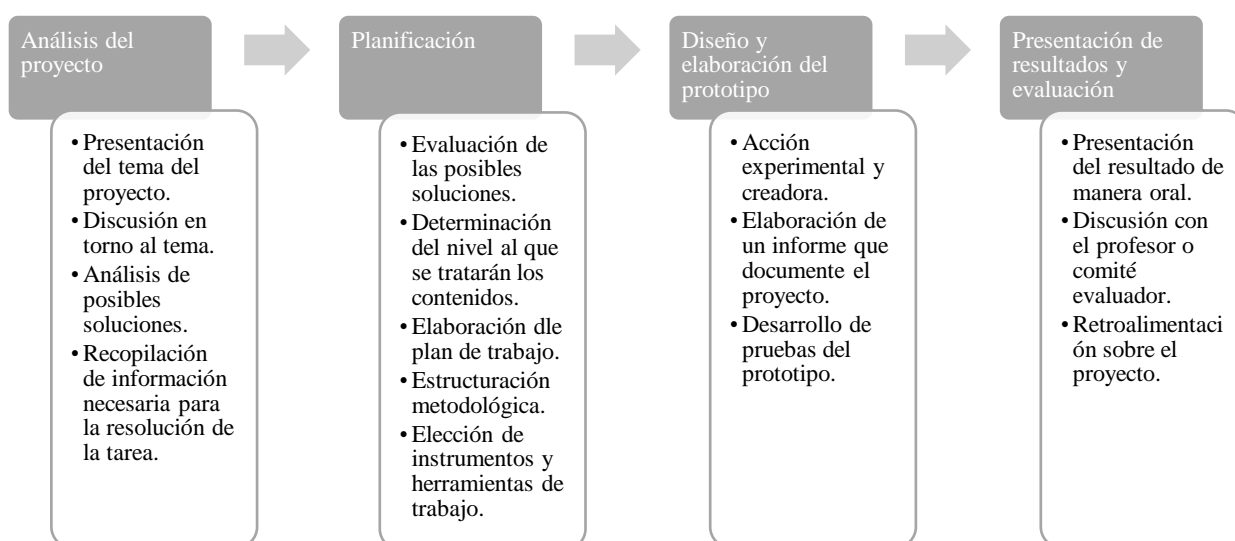 Análisis del
proyecto
• Presentación
del tema del
proyecto.
• Discusión en
torno al tema.
• Análisis de
posibles
soluciones.
• Recopilación
de información
necesaria para
la resolución de
la tarea.
Planificación
• Evaluación de
las posibles
soluciones.
• Determinación
del nivel al que
se tratarán los
contenidos.
• Elaboración dle
plan de trabajo.
• Estructuración
metodológica.
• Elección de
instrumentos y
herramientas de
trabajo.
Diseño y
elaboración del
prototipo
• Acción
experimental y
creadora.
• Elaboración de
un informe que
documente el
proyecto.
• Desarrollo de
pruebas del
prototipo.
Presentación de
resultados y
evaluación
• Presentación
del resultado de
manera oral.
• Discusión con
el profesor o
comité
evaluador.
• Retroalimentaci
ón sobre el
proyecto.